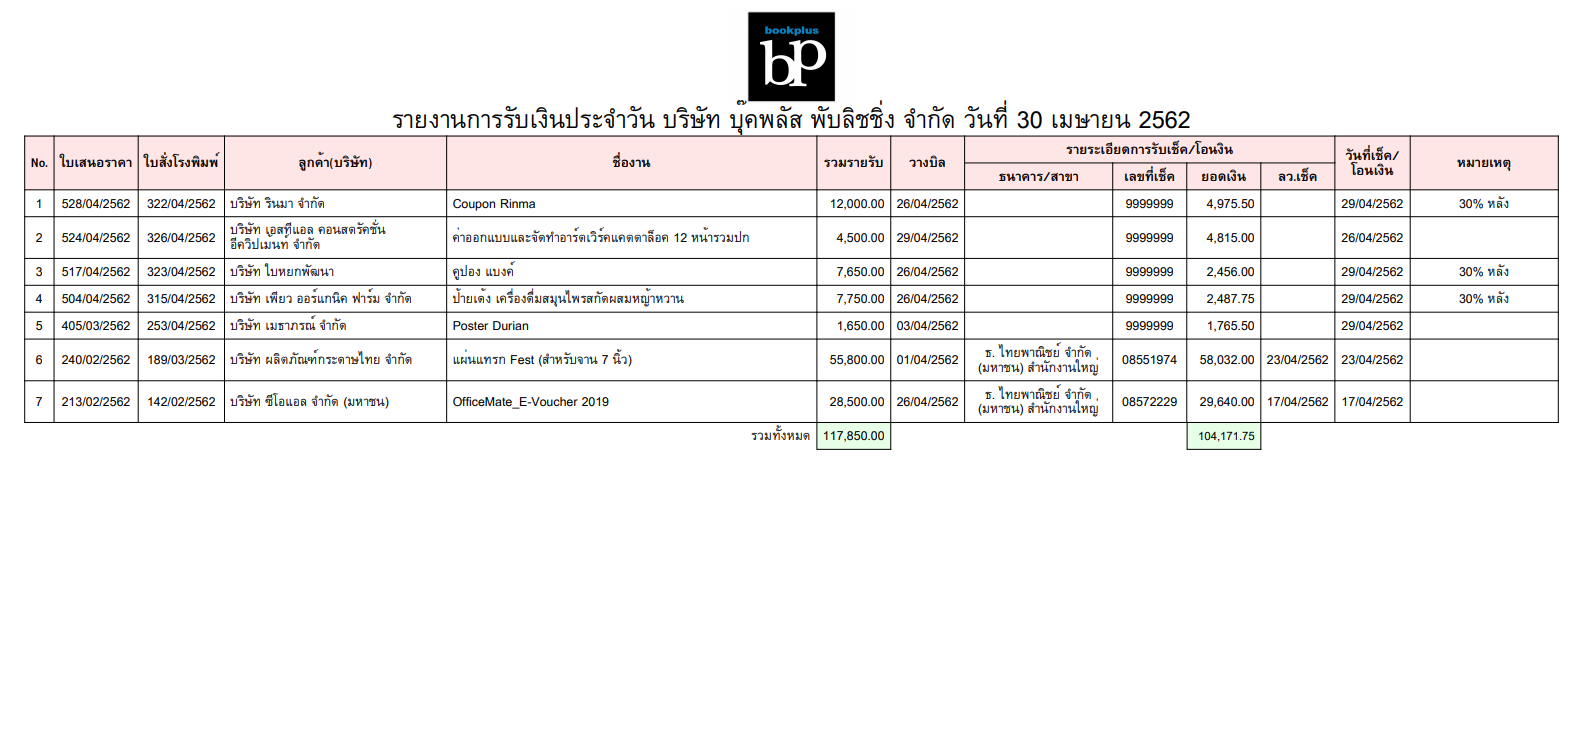 bookplus
bp
รายงานการรับเงินประจำวัน บริษัท บุ๊คพลัส พับลิชชิ่ง จำกัด วันที่ 30 เมษายน 2562
No. ใบเสนอราคา ใบสั่งโรงพิมพ์ ลูกค้า(บริษัท) ชื่องาน รวมรายรับ วางบิล รายระเอียดการรับเช็ค/โอนเงิน วันที่เช็ค/ หมายเหตุ
โอนเงิน
ธนาคาร/สาขา เลขที่เช็ค ยอดเงิน ลว.เช็ค
1 528/04/2562 322/04/2562 บริษัท รินมา จำกัด Coupon Rinma 12,000.00 26/04/2562 9999999 4,975.50 29/04/2562 30% หลัง
2 524/04/2562 326/04/2562 บริษัท เอสทีแอล คอนสตรัคชั่น
อีควิปเม้นท์ จำกัด ค่าออกแบบและจัดทำอาร์ตเวิร์คแคตตาล็อค 12 หน้ารวมปก 4,500.00 29/04/2562 9999999 4,815.00 26/04/2562
3 517/04/2562 323/04/2562 บริษัท ใบหยกพัฒนา คูปอง แบงค์ 7,650.00 26/04/2562 9999999 2,456.00 29/04/2562 30% หลัง
4 504/04/2562 315/04/2562 บริษัท เพียว ออร์แกนิค ฟาร์ม จำกัด ป้ายเด้ง เครื่องดื่มสมุนไพรสกัดผสมหญ้าหวาน 7,750.00 26/04/2562 9999999 2,487.75 29/04/2562 30% หลัง
5 405/03/2562 253/04/2562 บริษัท เมธาภรณ์ จำกัด Poster Durian 1,650.00 03/04/2562 9999999 1,765.50 29/04/2562
6 240/02/2562 189/03/2562 บริษัท ผลิตภัณฑ์กระดาษไทย จำกัด แผ่นแทรก Fest (สำหรับจาน 7 นิ้ว) 55,800.00 01/04/2562 ธ. ไทยพาณิชย์ จำกัด
(มหาชน) สำนักงานใหญ่ 08551974 58,032.00 23/04/2562 23/04/2562
7 213/02/2562 142/02/2562 บริษัท ซีโอแอล จำกัด (มหาชน) OfficeMate_E-Voucher 2019 28,500.00 26/04/2562 ธ. ไทยพาณิชย์ จำกัด
(มหาชน) สำนักงานใหญ่ 08572229 29,640.00 17/04/2562 17/04/2562
รวมทั้งหมด 117,850.00 104,171.75